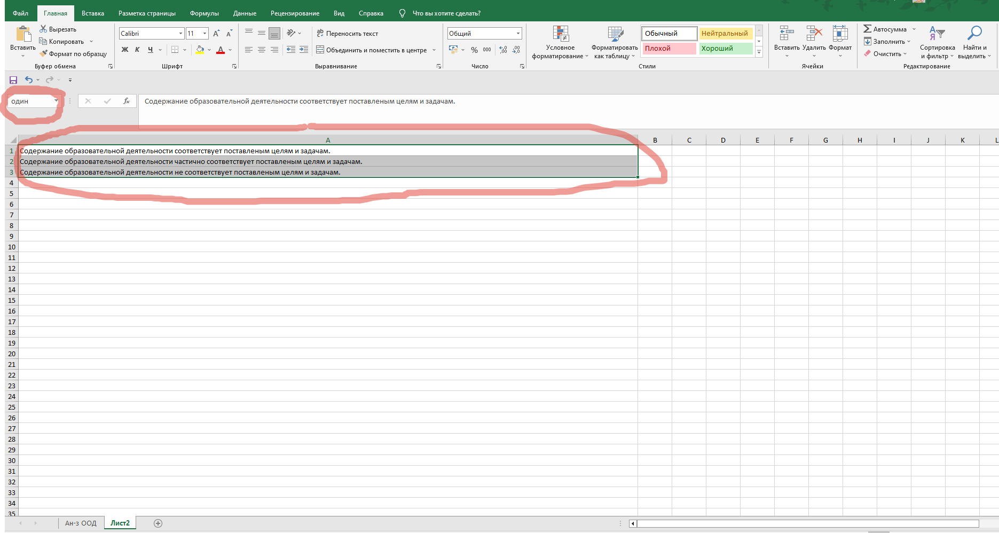 Файл Главная Вставка Разметка страницы Формулы Данные Рецензирование Вид Справка Что вы хотите сделать?
Вставить
Вырезать
Копировать
Формат по образцу
Буфер обмена
Calibri 11
Ж К Ч А
Шрифт
Переносить текст
Объединить и поместить в центре
Выравнивание
Общий
% 000
Число
Условное форматирование
Форматировать как таблицу
Обычный Нейтральный
Плохой Хороший
Стили
Вставить Удалить Формат
Ячейки
Автосумма
Заполнить
Очистить
Сортировка и фильтр
Найти и выделить
Редактирование
один
fx
Содержание образовательной деятельности соответствует поставленым целям и задачам.
A B C D E F G H I J K L
1 Содержание образовательной деятельности соответствует поставленым целям и задачам.
2 Содержание образовательной деятельности частично соответствует поставленым целям и задачам.
3 Содержание образовательной деятельности не соответствует поставленым целям и задачам.
4
5
6
7
8
9
10
11
12
13
14
15
16
17
18
19
20
21
22
23
24
25
26
27
28
29
30
31
32
33
34
35
Ан-з ООД Лист2